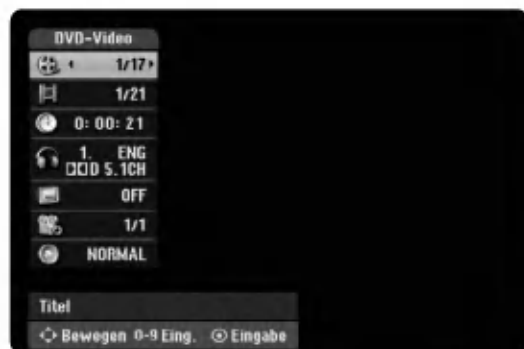 DVD-Video
1/17
1/21
0: 00: 21
1. ENG
D 5.1CH
OFF
1/1
NORMAL
Titel
Bewegen 0-9 Eing. Eingabe